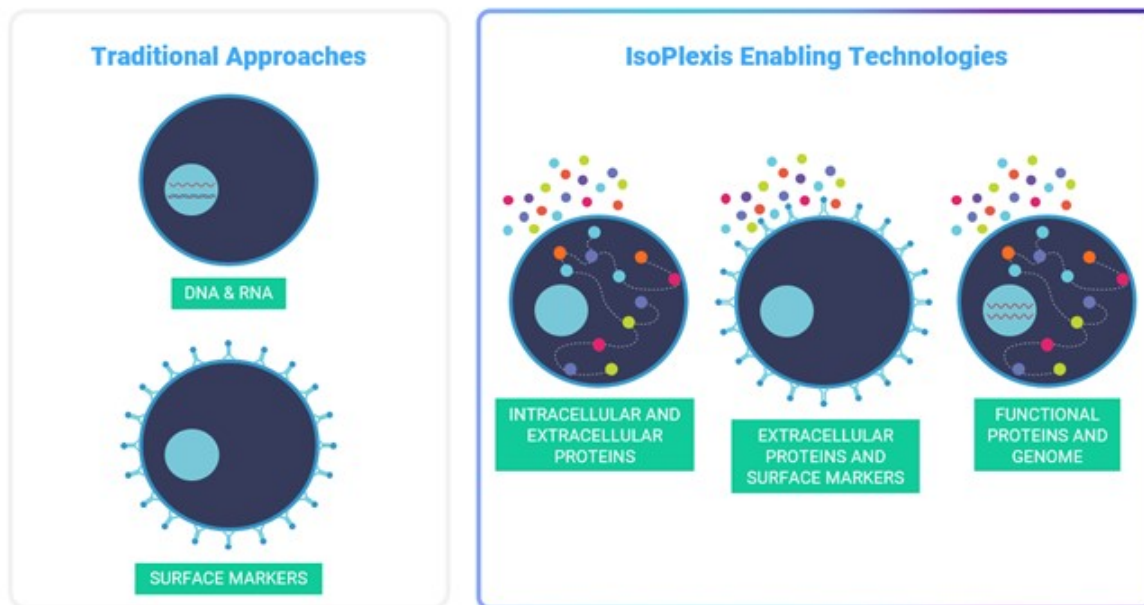 Traditional Approaches
DNA & RNA
SURFACE MARKERS
IsoPlexis Enabling Technologies
INTRACELLULAR AND
EXTRACELLULAR
PROTEINS
EXTRACELLULAR
PROTEINS AND
SURFACE MARKERS
FUNCTIONAL
PROTEINS AND
GENOME